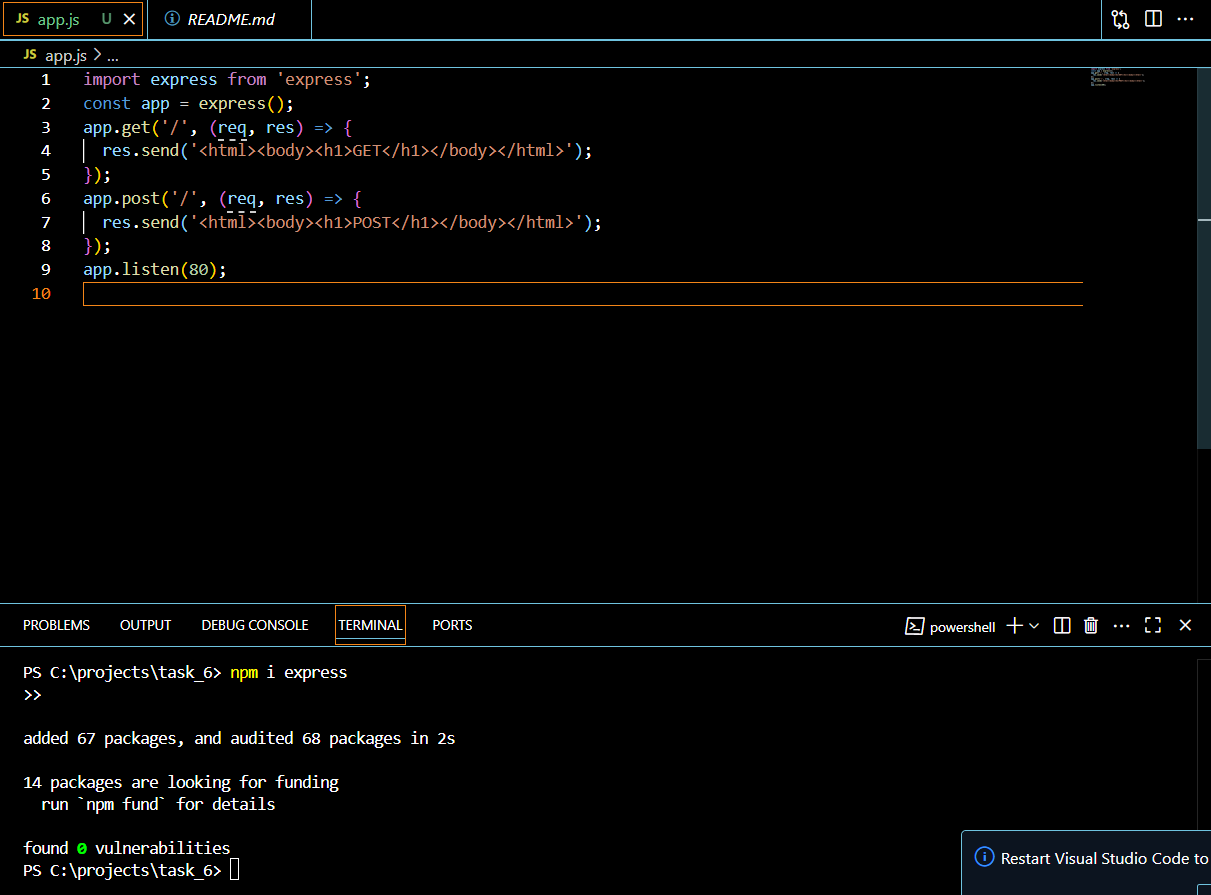 JS app.js U
README.md
JS app.js > ...
1 import express from 'express';
2 const app = express();
3 app.get('/', (req, res) => {
4 res.send('<html><body><h1>GET</h1></body></html>');
5 });
6 app.post('/', (req, res) => {
7 res.send('<html><body><h1>POST</h1></body></html>');
8 });
9 app.listen(80);
10
PROBLEMS OUTPUT DEBUG CONSOLE TERMINAL PORTS powershell
PS C:\projects\task_6> npm i express
>>
added 67 packages, and audited 68 packages in 2s
14 packages are looking for funding
run `npm fund` for details
found 0 vulnerabilities
PS C:\projects\task_6>
Restart Visual Studio Code to